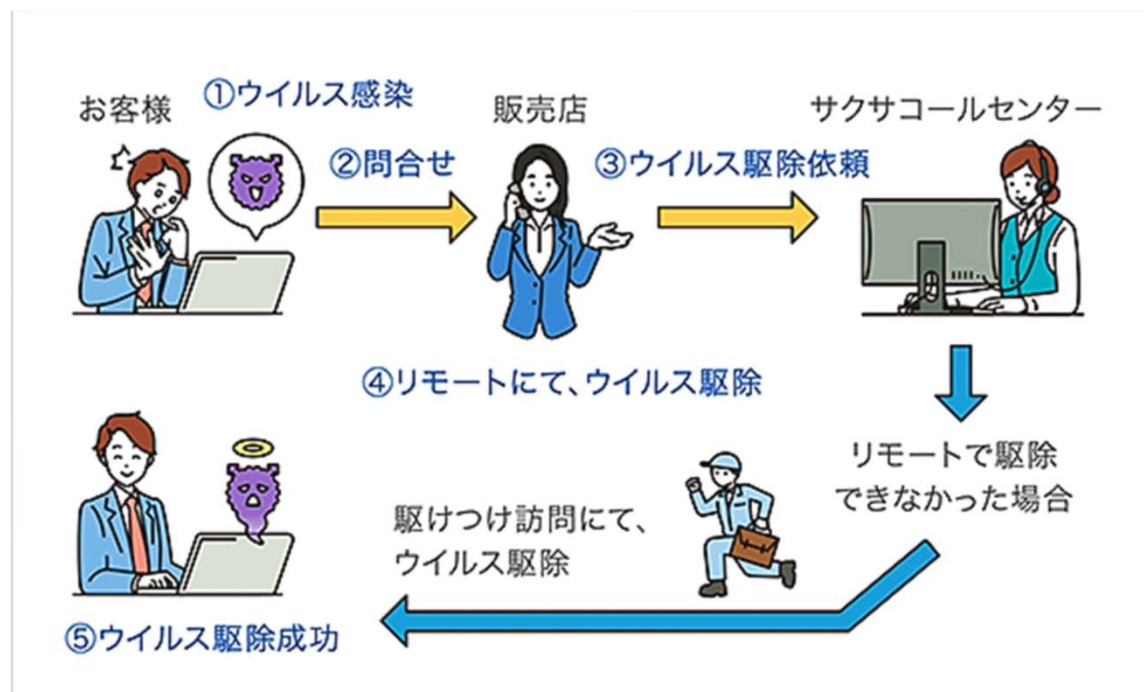 お客様
①ウイルス感染
②問合せ
販売店
③ウイルス駆除依頼
サクサコールセンター
④リモートにて、ウイルス駆除
リモートで駆除
できなかった場合
駆けつけ訪問にて、
ウイルス駆除
⑤ウイルス駆除成功